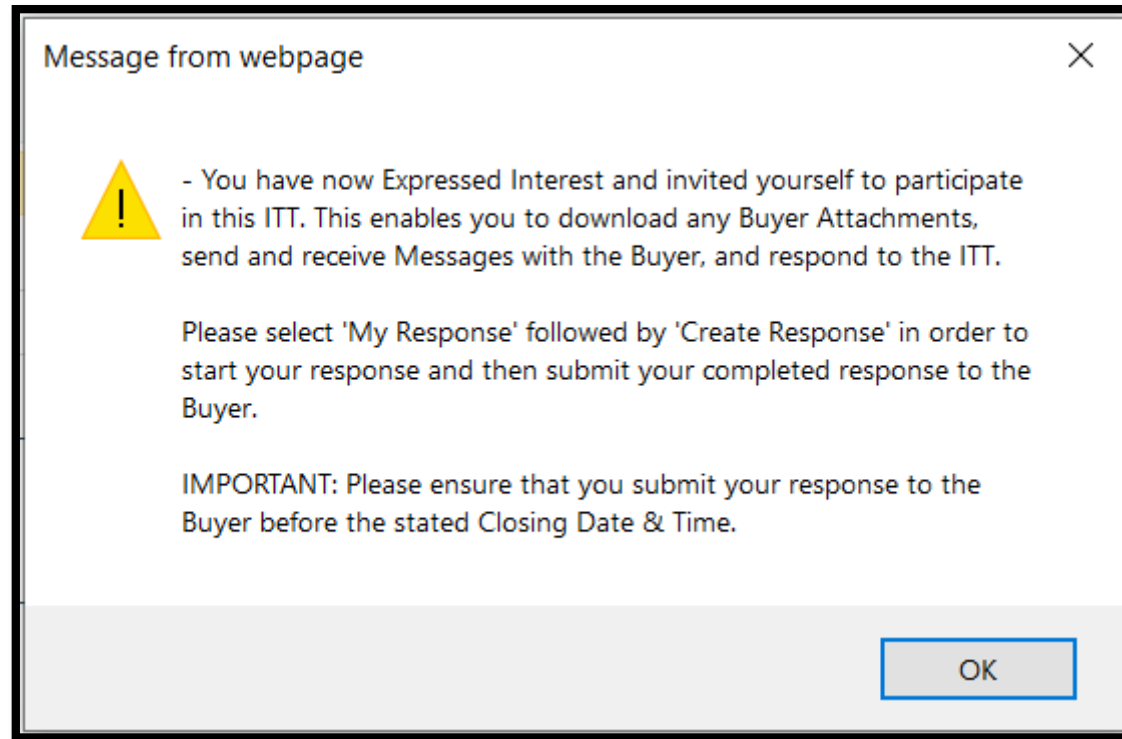 Message from webpage
- You have now Expressed Interest and invited yourself to participate
in this ITT. This enables you to download any Buyer Attachments,
send and receive Messages with the Buyer, and respond to the ITT.
Please select 'My Response' followed by 'Create Response' in order to
start your response and then submit your completed response to the
Buyer.
IMPORTANT: Please ensure that you submit your response to the
Buyer before the stated Closing Date & Time.
OK